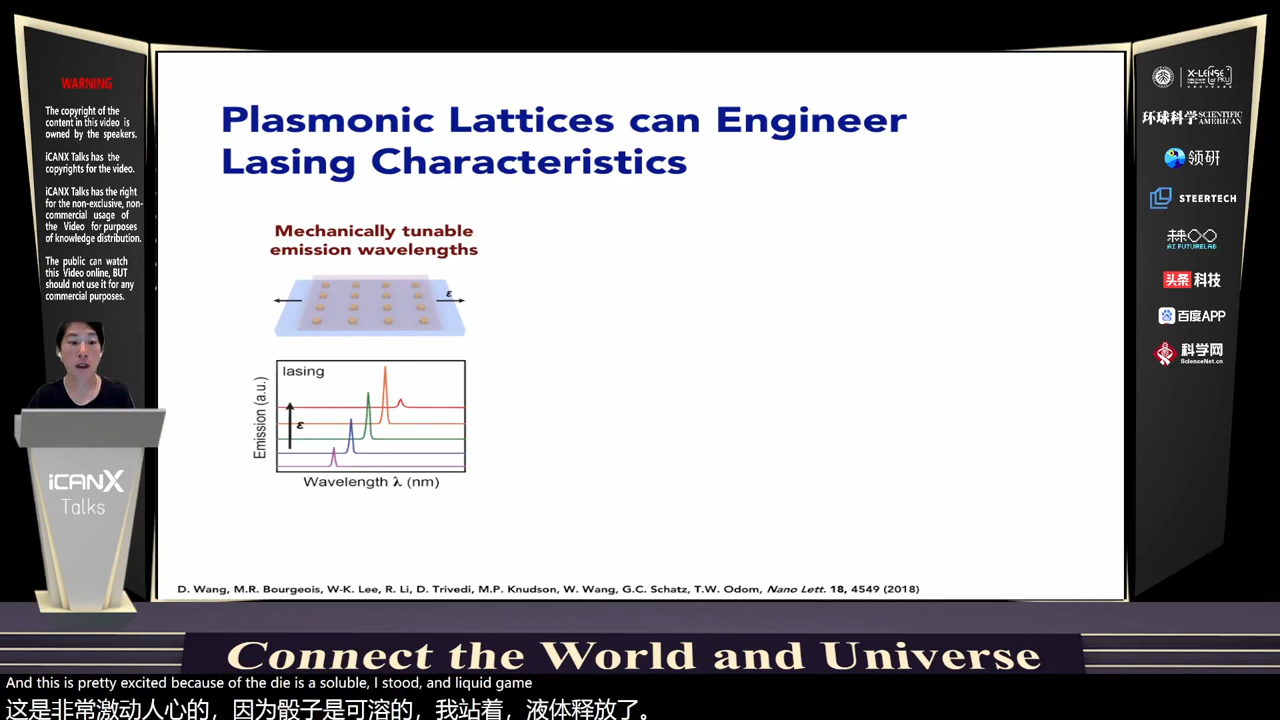 WARNING
The copyright of the
content in this video is
owned by the speakers.
iCANX Talks has the
copyrights for the video.
iCANX Talks has the right
for the non-exclusive, non-
commercial usage of
the Video for purposes
of knowledge distribution.
The public can watch
this Video online, BUT
should not use it for any
commercial purposes.
Plasmonic Lattices can Engineer
Lasing Characteristics
Mechanically tunable
emission wavelengths
ε
lasing
ε
Emission (a.u.)
Wavelength λ (nm)
D. Wang, M.R. Bourgeois, W-K. Lee, R. Li, D. Trivedi, M.P. Knudson, W. Wang, G.C. Schatz, T.W. Odom, Nano Lett. 18, 4549 (2018)
X-LENSE
环球科学 SCIENTIFIC AMERICAN
领研
STEERTECH
AI FUTURELAB
头条 科技
百度APP
科学网
ScienceNet.cn
iCANX
Talks
Connect the World and Universe
And this is pretty excited because of the die is a soluble, I stood, and liquid game
这是非常激动人心的，因为骰子是可溶的，我站着，液体释放了。